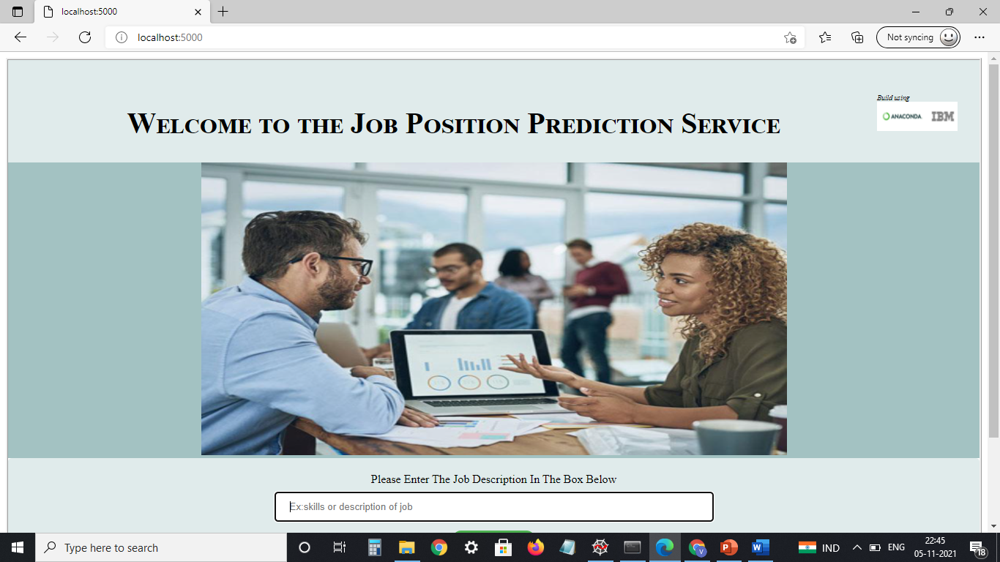 localhost:5000
localhost:5000
Not syncing
Build using
ANACONDA IBM
Welcome to the Job Position Prediction Service
Please Enter The Job Description In The Box Below
Ex:skills or description of job
Type here to search
IND
ENG
22:45
05-11-2021
18